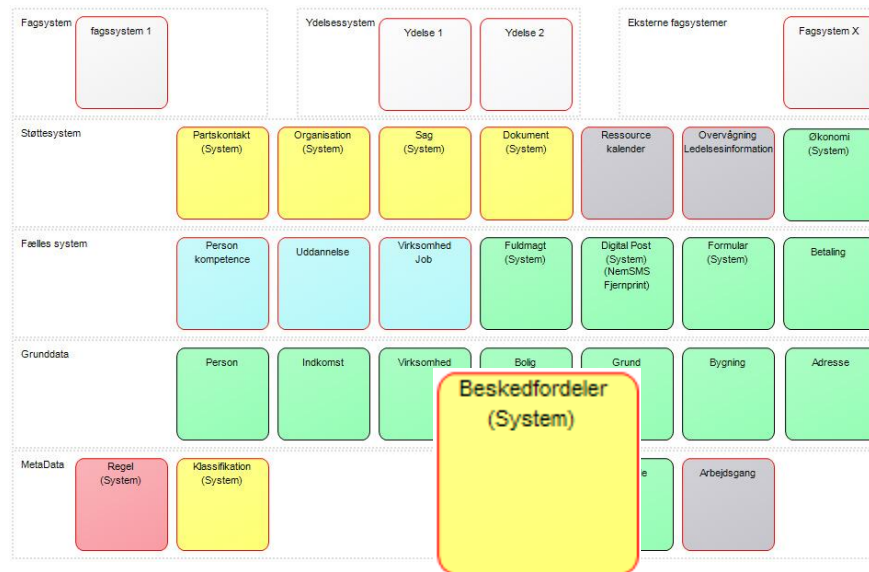 Fagsystem
fagssystem 1
Ydelsessystem
Ydelse 1
Ydelse 2
Eksterne fagsystemer
Fagsystem X
Støttesystem
Partskontakt
(System)
Organisation
(System)
Sag
(System)
Dokument
(System)
Ressource
kalender
Overvågning
Ledelsesinformation
Økonomi
(System)
Fælles system
Person
kompetence
Uddannelse
Virksomhed
Job
Fuldmagt
(System)
Digital Post
(System)
(NemSMS
Fjernprint)
Formular
(System)
Betaling
Grunddata
Person
Indkomst
Virksomhed
Bolig
Grund
Bygning
Adresse
Beskedfordeler
(System)
MetaData
Regel
(System)
Klassifikation
(System)
Arbejdsgang